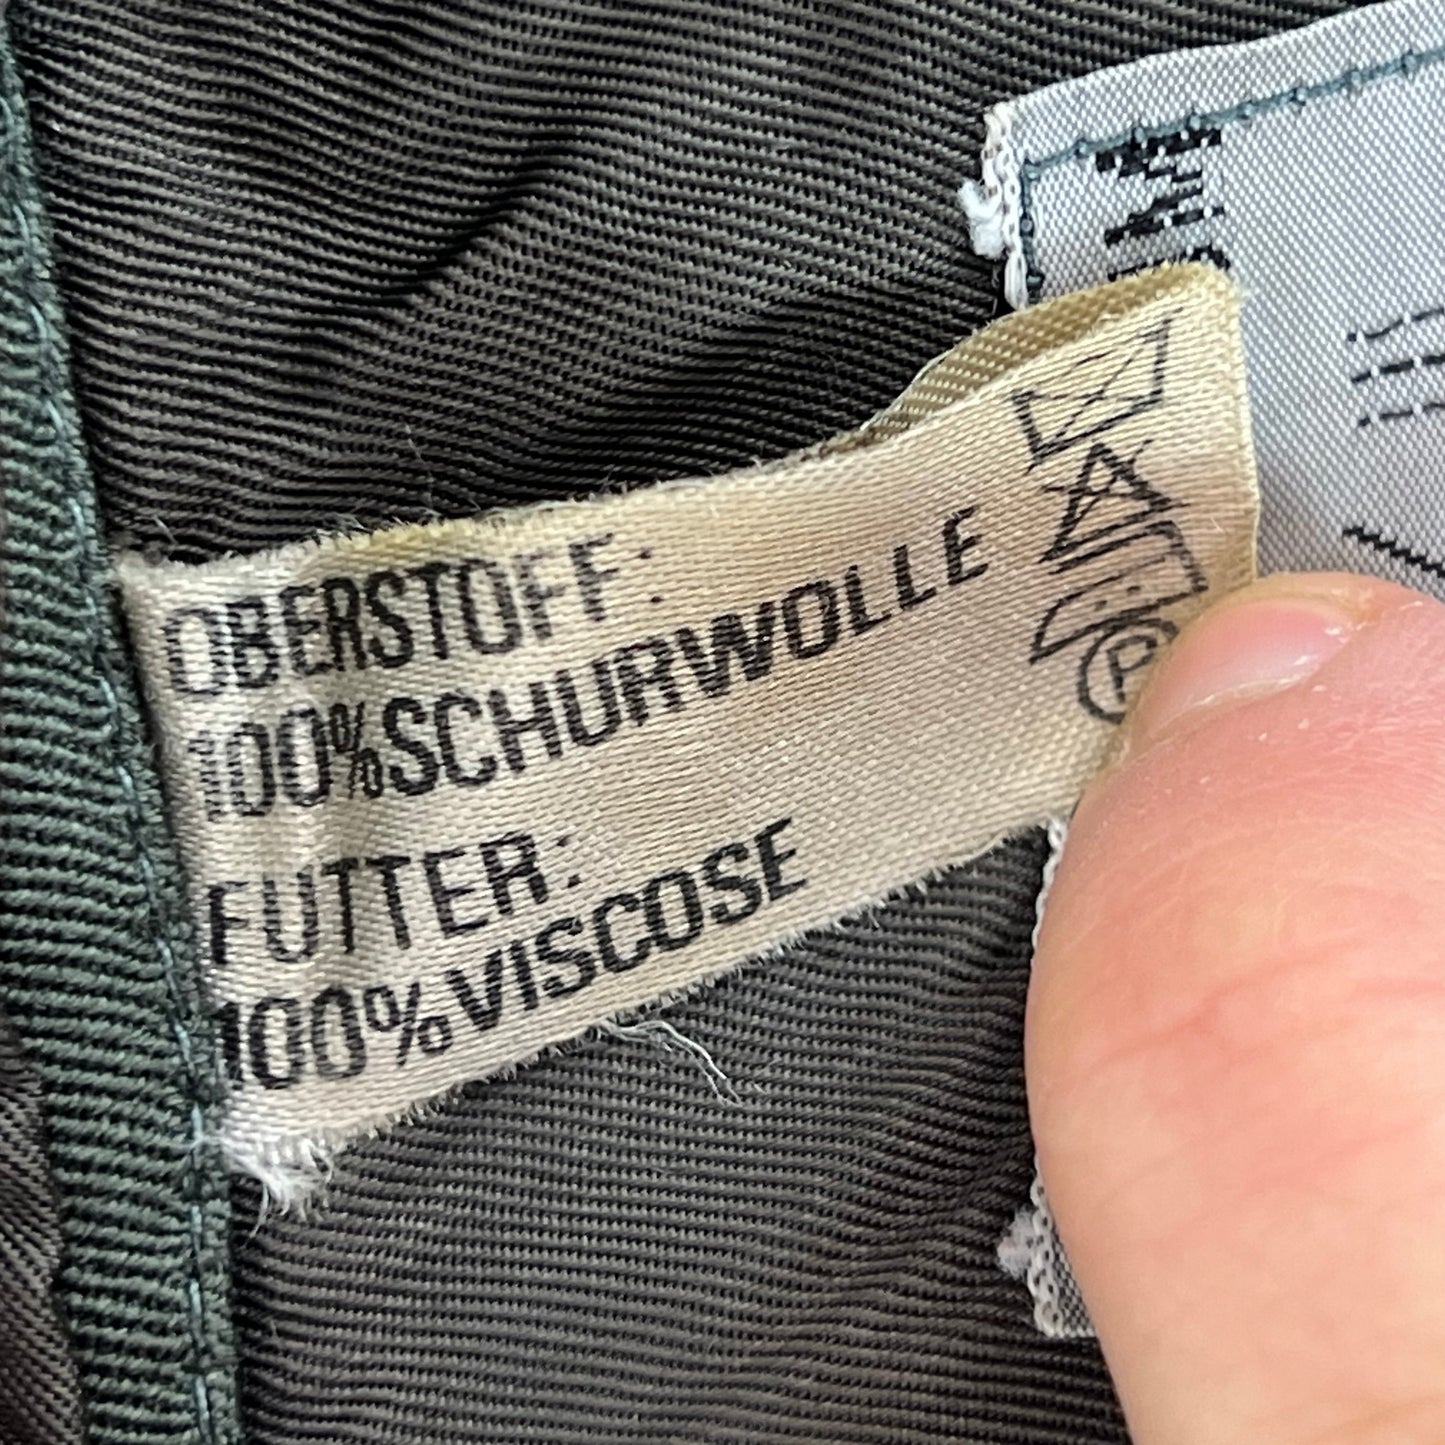 OBERSTOFF:
100%SCHURWOLLE
FUTTER:
100%VISCOSE
P